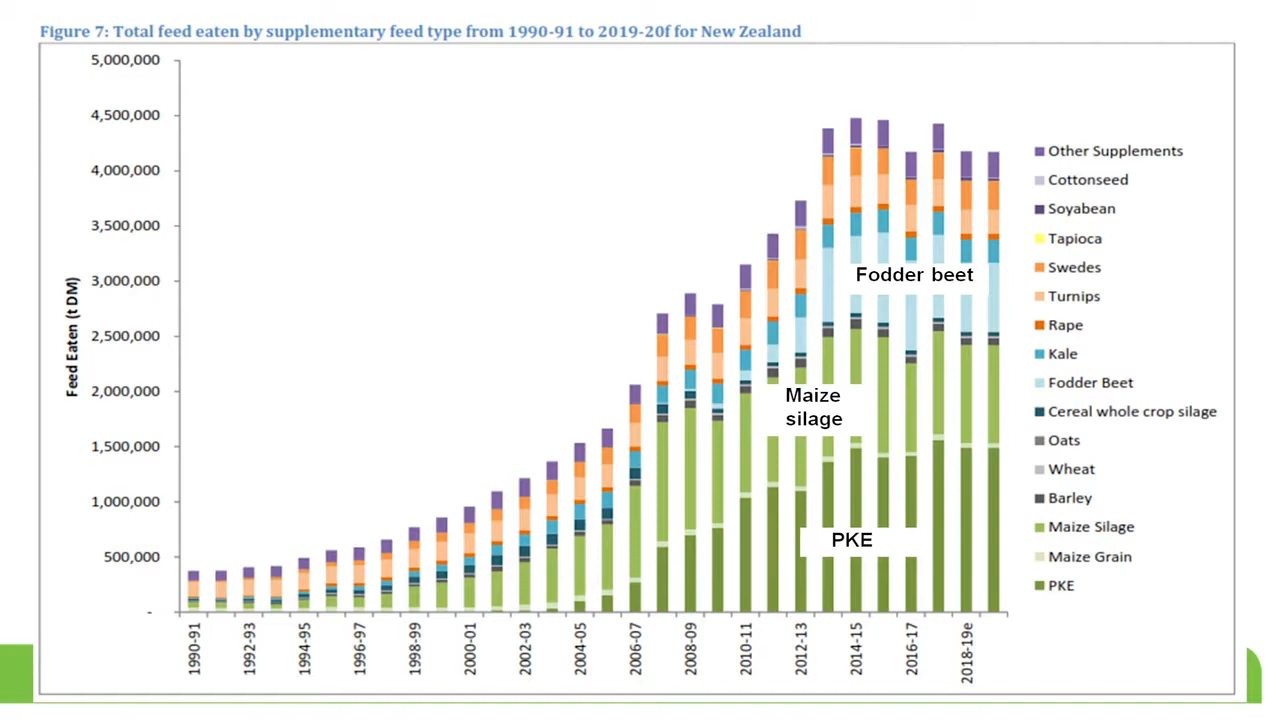 Figure 7: Total feed eaten by supplementary feed type from 1990-91 to 2019-20f for New Zealand
5,000,000
4,500,000
4,000,000
3,500,000
3,000,000
2,500,000
2,000,000
1,500,000
1,000,000
500,000
-
Feed Eaten (t DM)
1990-91
1992-93
1994-95
1996-97
1998-99
2000-01
2002-03
2004-05
2006-07
2008-09
2010-11
2012-13
2014-15
2016-17
2018-19e
Fodder beet
Maize
silage
PKE
Other Supplements
Cottonseed
Soyabean
Tapioca
Swedes
Turnips
Rape
Kale
Fodder Beet
Cereal whole crop silage
Oats
Wheat
Barley
Maize Silage
Maize Grain
PKE